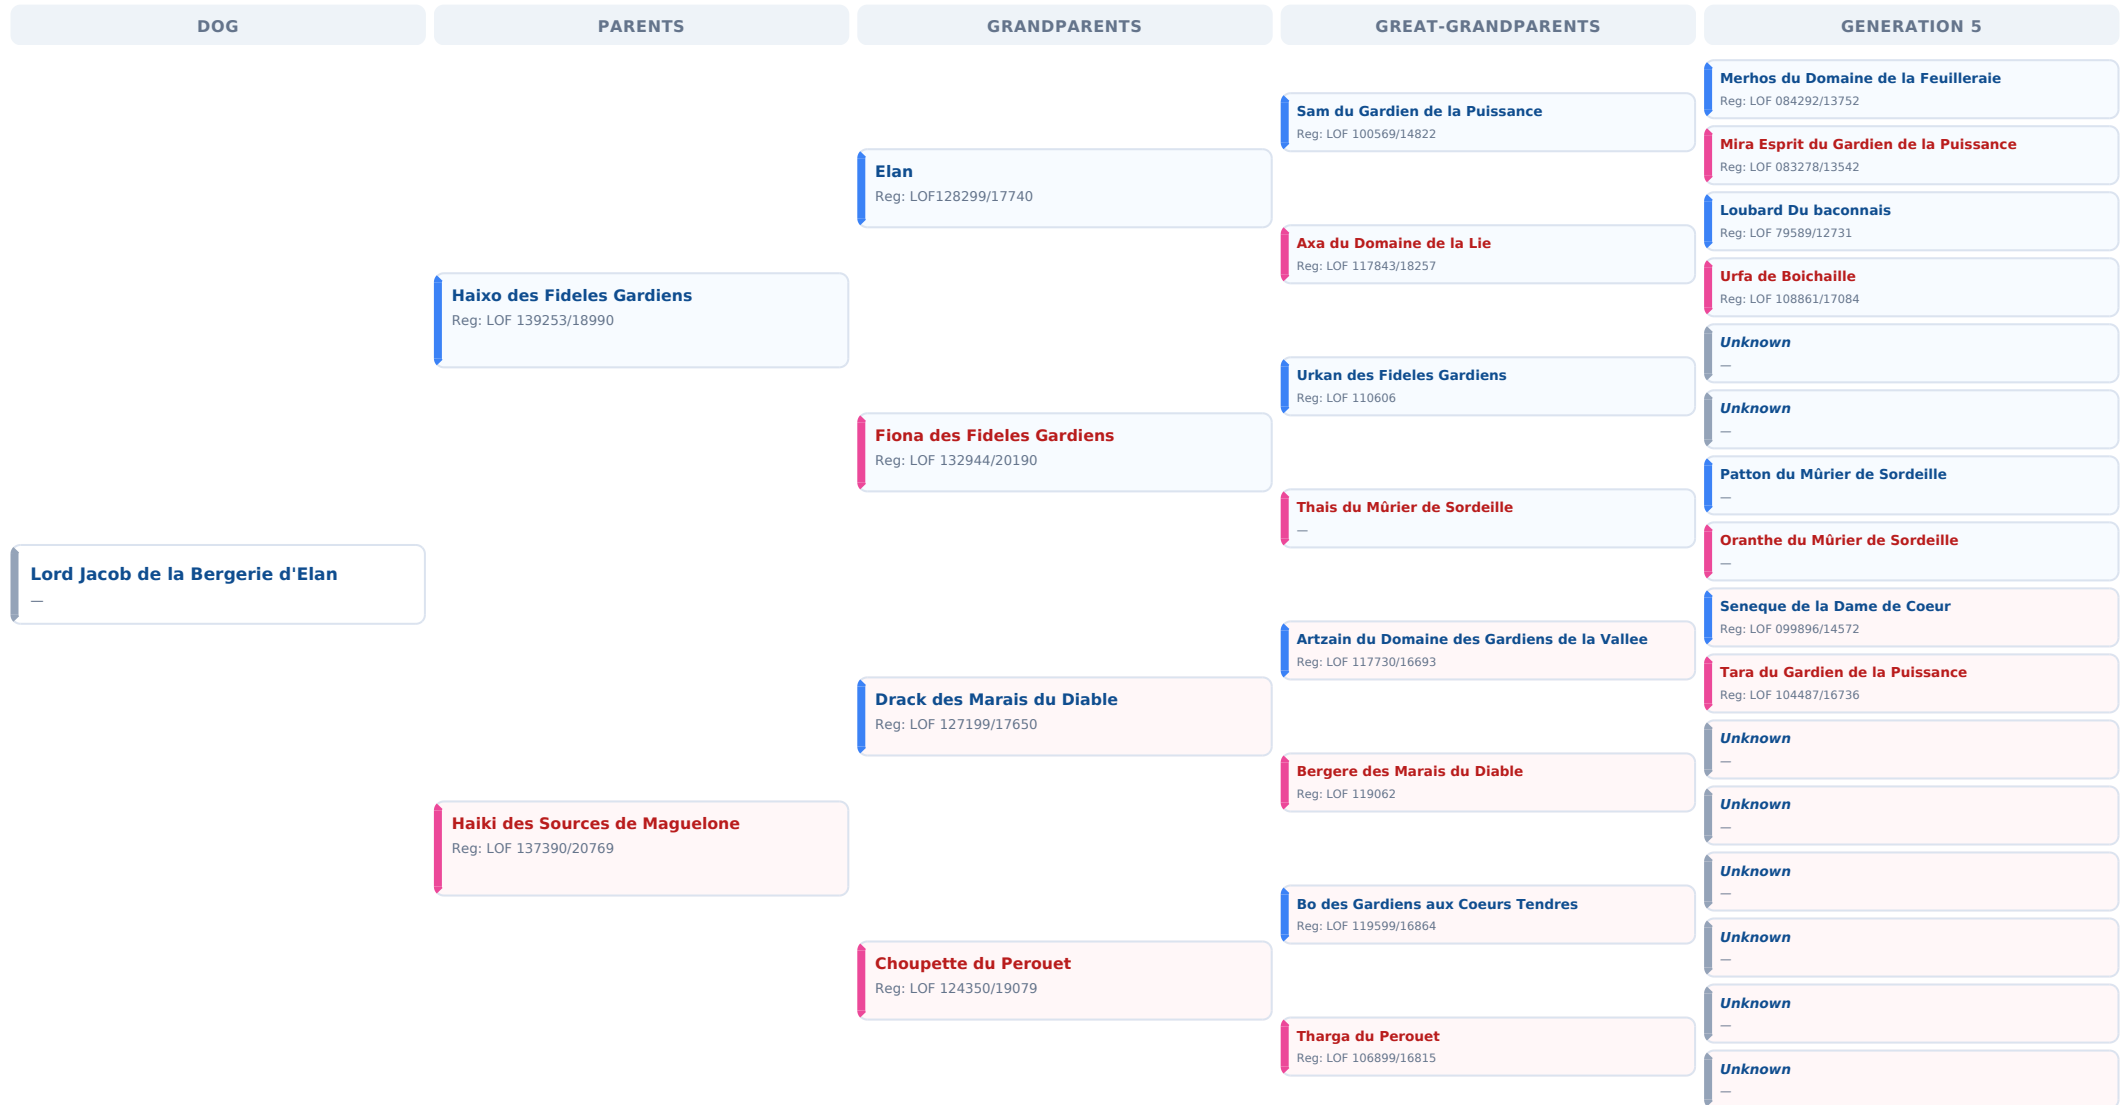 DOG
PARENTS
GRANDPARENTS
GREAT-GRANDPARENTS
GENERATION 5
Lord Jacob de la Bergerie d'Elan
—
Haixo des Fideles Gardiens
Reg: LOF 139253/18990
Haiki des Sources de Maguelone
Reg: LOF 137390/20769
Elan
Reg: LOF128299/17740
Fiona des Fideles Gardiens
Reg: LOF 132944/20190
Drack des Marais du Diable
Reg: LOF 127199/17650
Choupette du Perouet
Reg: LOF 124350/19079
Sam du Gardien de la Puissance
Reg: LOF 100569/14822
Axa du Domaine de la Lie
Reg: LOF 117843/18257
Urkan des Fideles Gardiens
Reg: LOF 110606
Thais du Mûrier de Sordeille
—
Artzain du Domaine des Gardiens de la Vallee
Reg: LOF 117730/16693
Bergere des Marais du Diable
Reg: LOF 119062
Bo des Gardiens aux Coeurs Tendres
Reg: LOF 119599/16864
Tharga du Perouet
Reg: LOF 106899/16815
Merhos du Domaine de la Feuilleraie
Reg: LOF 084292/13752
Mira Esprit du Gardien de la Puissance
Reg: LOF 083278/13542
Loubard Du baconnais
Reg: LOF 79589/12731
Urfa de Boichaille
Reg: LOF 108861/17084
Unknown
—
Unknown
—
Patton du Mûrier de Sordeille
—
Oranthe du Mûrier de Sordeille
—
Seneque de la Dame de Coeur
Reg: LOF 099896/14572
Tara du Gardien de la Puissance
Reg: LOF 104487/16736
Unknown
—
Unknown
—
Unknown
—
Unknown
—
Unknown
—
Unknown
—